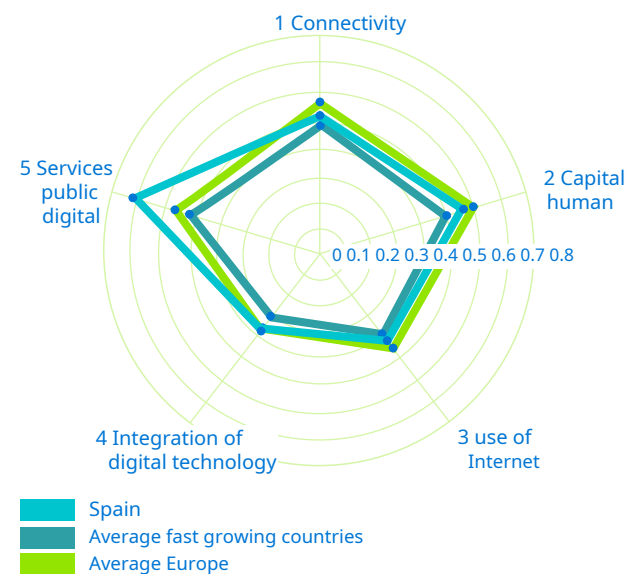 1 Connectivity
5 Services
public
digital
2 Capital
human
0 0.1 0.2 0.3 0.4 0.5 0.6 0.7 0.8
4 Integration of
digital technology
3 use of
Internet
Spain
Average fast growing countries
Average Europe